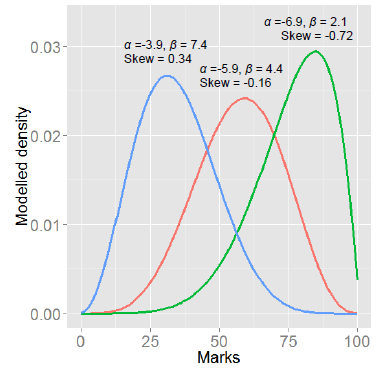 α =-6.9, β = 2.1
Skew = -0.72
α =-3.9, β = 7.4
Skew = 0.34
α =-5.9, β = 4.4
Skew = -0.16
Modelled density
0.03
0.02
0.01
0.00
0 25 50 75 100
Marks